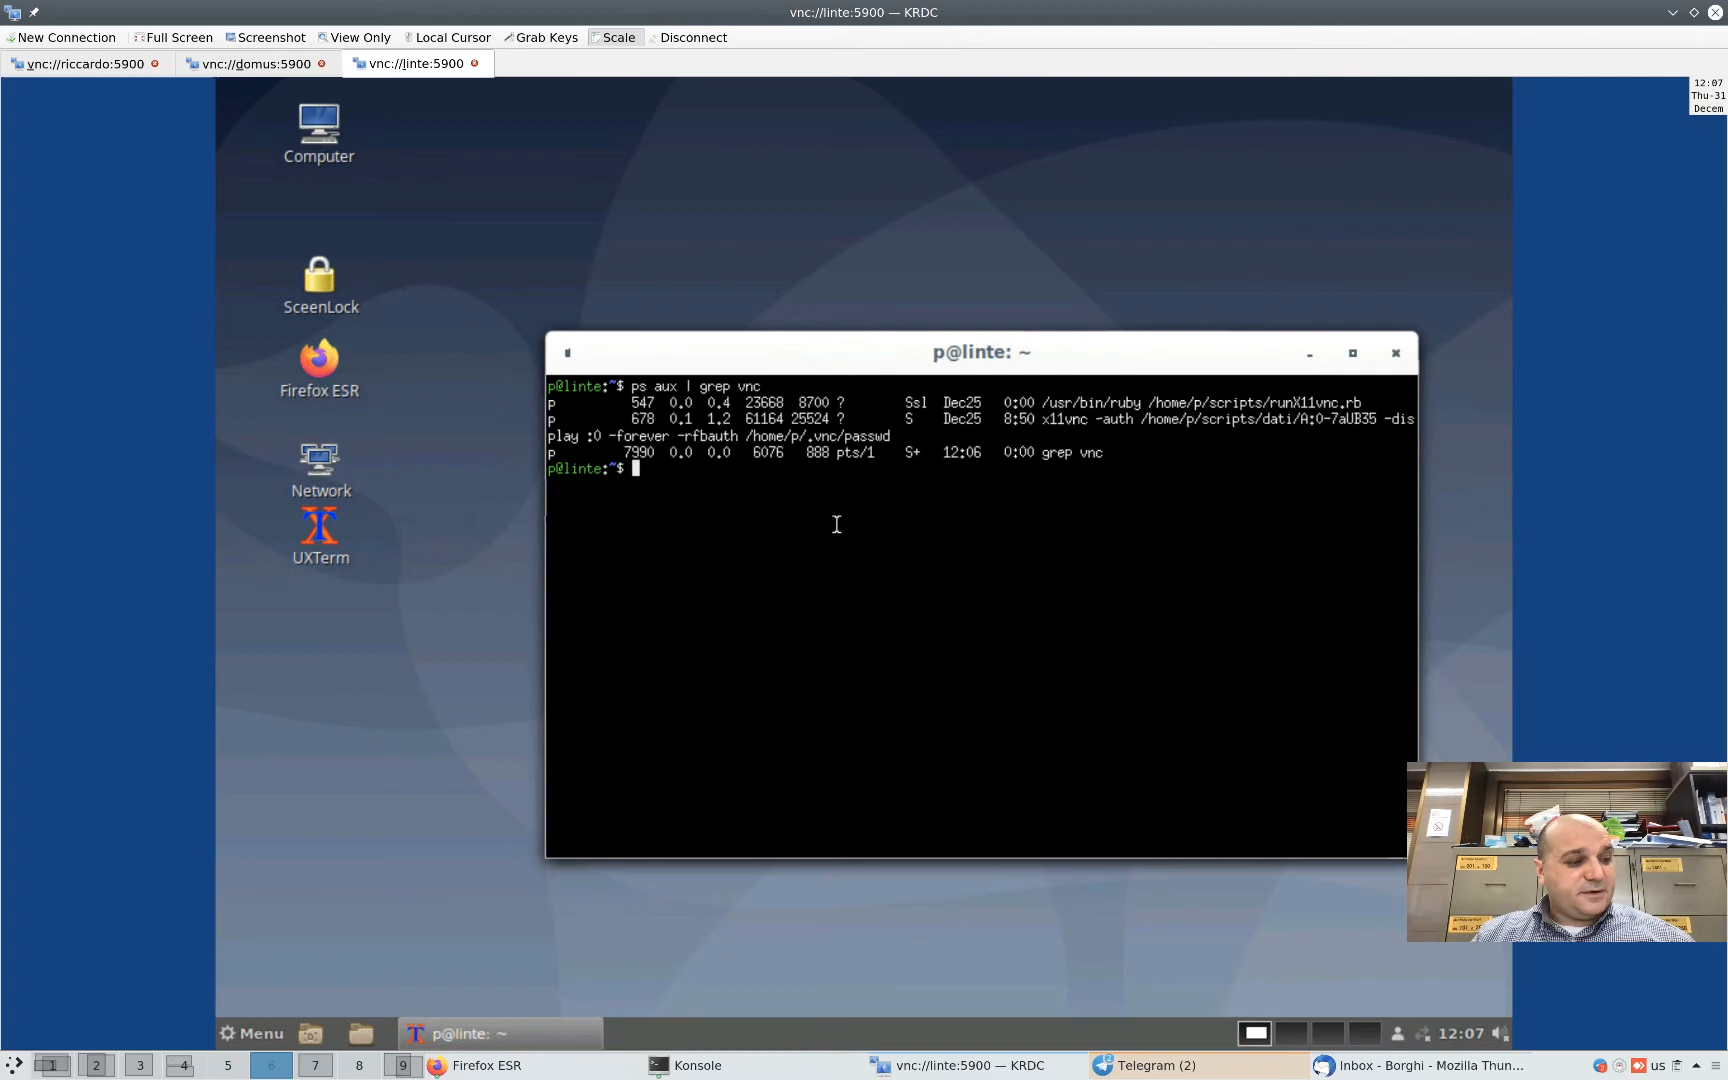 vnc://linte:5900 — KRDC
New Connection Full Screen Screenshot View Only Local Cursor Grab Keys Scale Disconnect
vnc://riccardo:5900 vnc://domus:5900 vnc://linte:5900
12:07
Thu-31
Decem
Computer
SceenLock
Firefox ESR
Network
UXTerm
p@linte: ~
p@linte:~$ ps aux | grep vnc
p 547 0.0 0.4 23668 8700 ? Ssl Dec25 0:00 /usr/bin/ruby /home/p/scripts/runX11vnc.rb
p 678 0.1 1.2 61164 25524 ? S Dec25 8:50 x11vnc -auth /home/p/scripts/dati/A:0-7aUB35 -dis
play :0 -forever -rfbauth /home/p/.vnc/passwd
p 7990 0.0 0.0 6076 888 pts/1 S+ 12:06 0:00 grep vnc
p@linte:~$
Menu p@linte: ~ 12:07
1 2 3 4 5 6 7 8 9 Firefox ESR Konsole vnc://linte:5900 — KRDC Telegram (2) Inbox - Borghi - Mozilla Thun... us